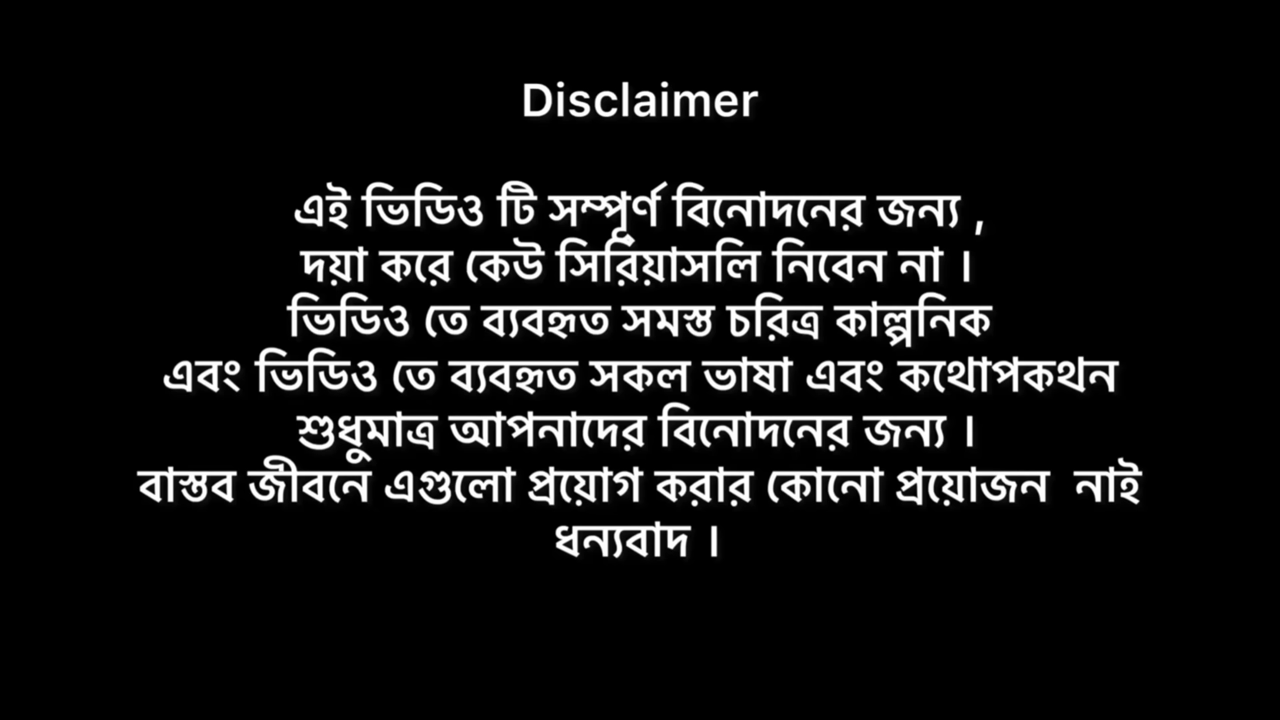 Disclaimer
এই ভিডিও টি সম্পূর্ণ বিনোদনের জন্য ,
দয়া করে কেউ সিরিয়াসলি নিবেন না ।
ভিডিও তে ব্যবহৃত সমস্ত চরিত্র কাল্পনিক
এবং ভিডিও তে ব্যবহৃত সকল ভাষা এবং কথোপকথন
শুধুমাত্র আপনাদের বিনোদনের জন্য ।
বাস্তব জীবনে এগুলো প্রয়োগ করার কোনো প্রয়োজন  নাই
ধন্যবাদ ।